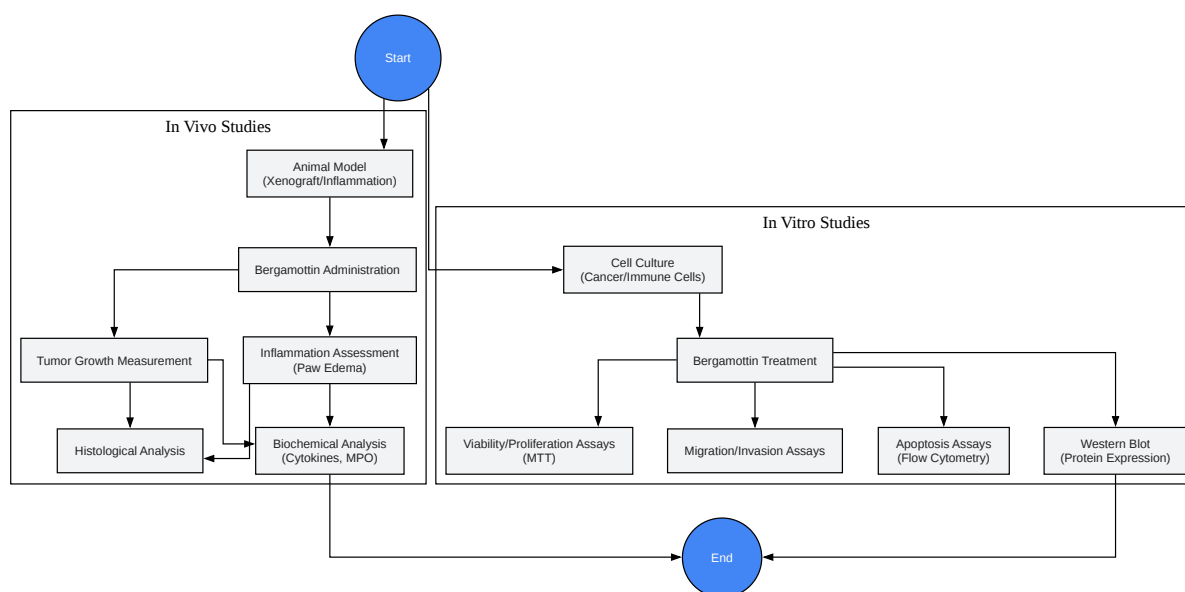 Start
In Vivo Studies
Animal Model
(Xenograft/Inflammation)
Bergamottin Administration
Tumor Growth Measurement
Inflammation Assessment
(Paw Edema)
Histological Analysis
Biochemical Analysis
(Cytokines, MPO)
In Vitro Studies
Cell Culture
(Cancer/Immune Cells)
Bergamottin Treatment
Viability/Proliferation Assays
(MTT)
Migration/Invasion Assays
Apoptosis Assays
(Flow Cytometry)
Western Blot
(Protein Expression)
End